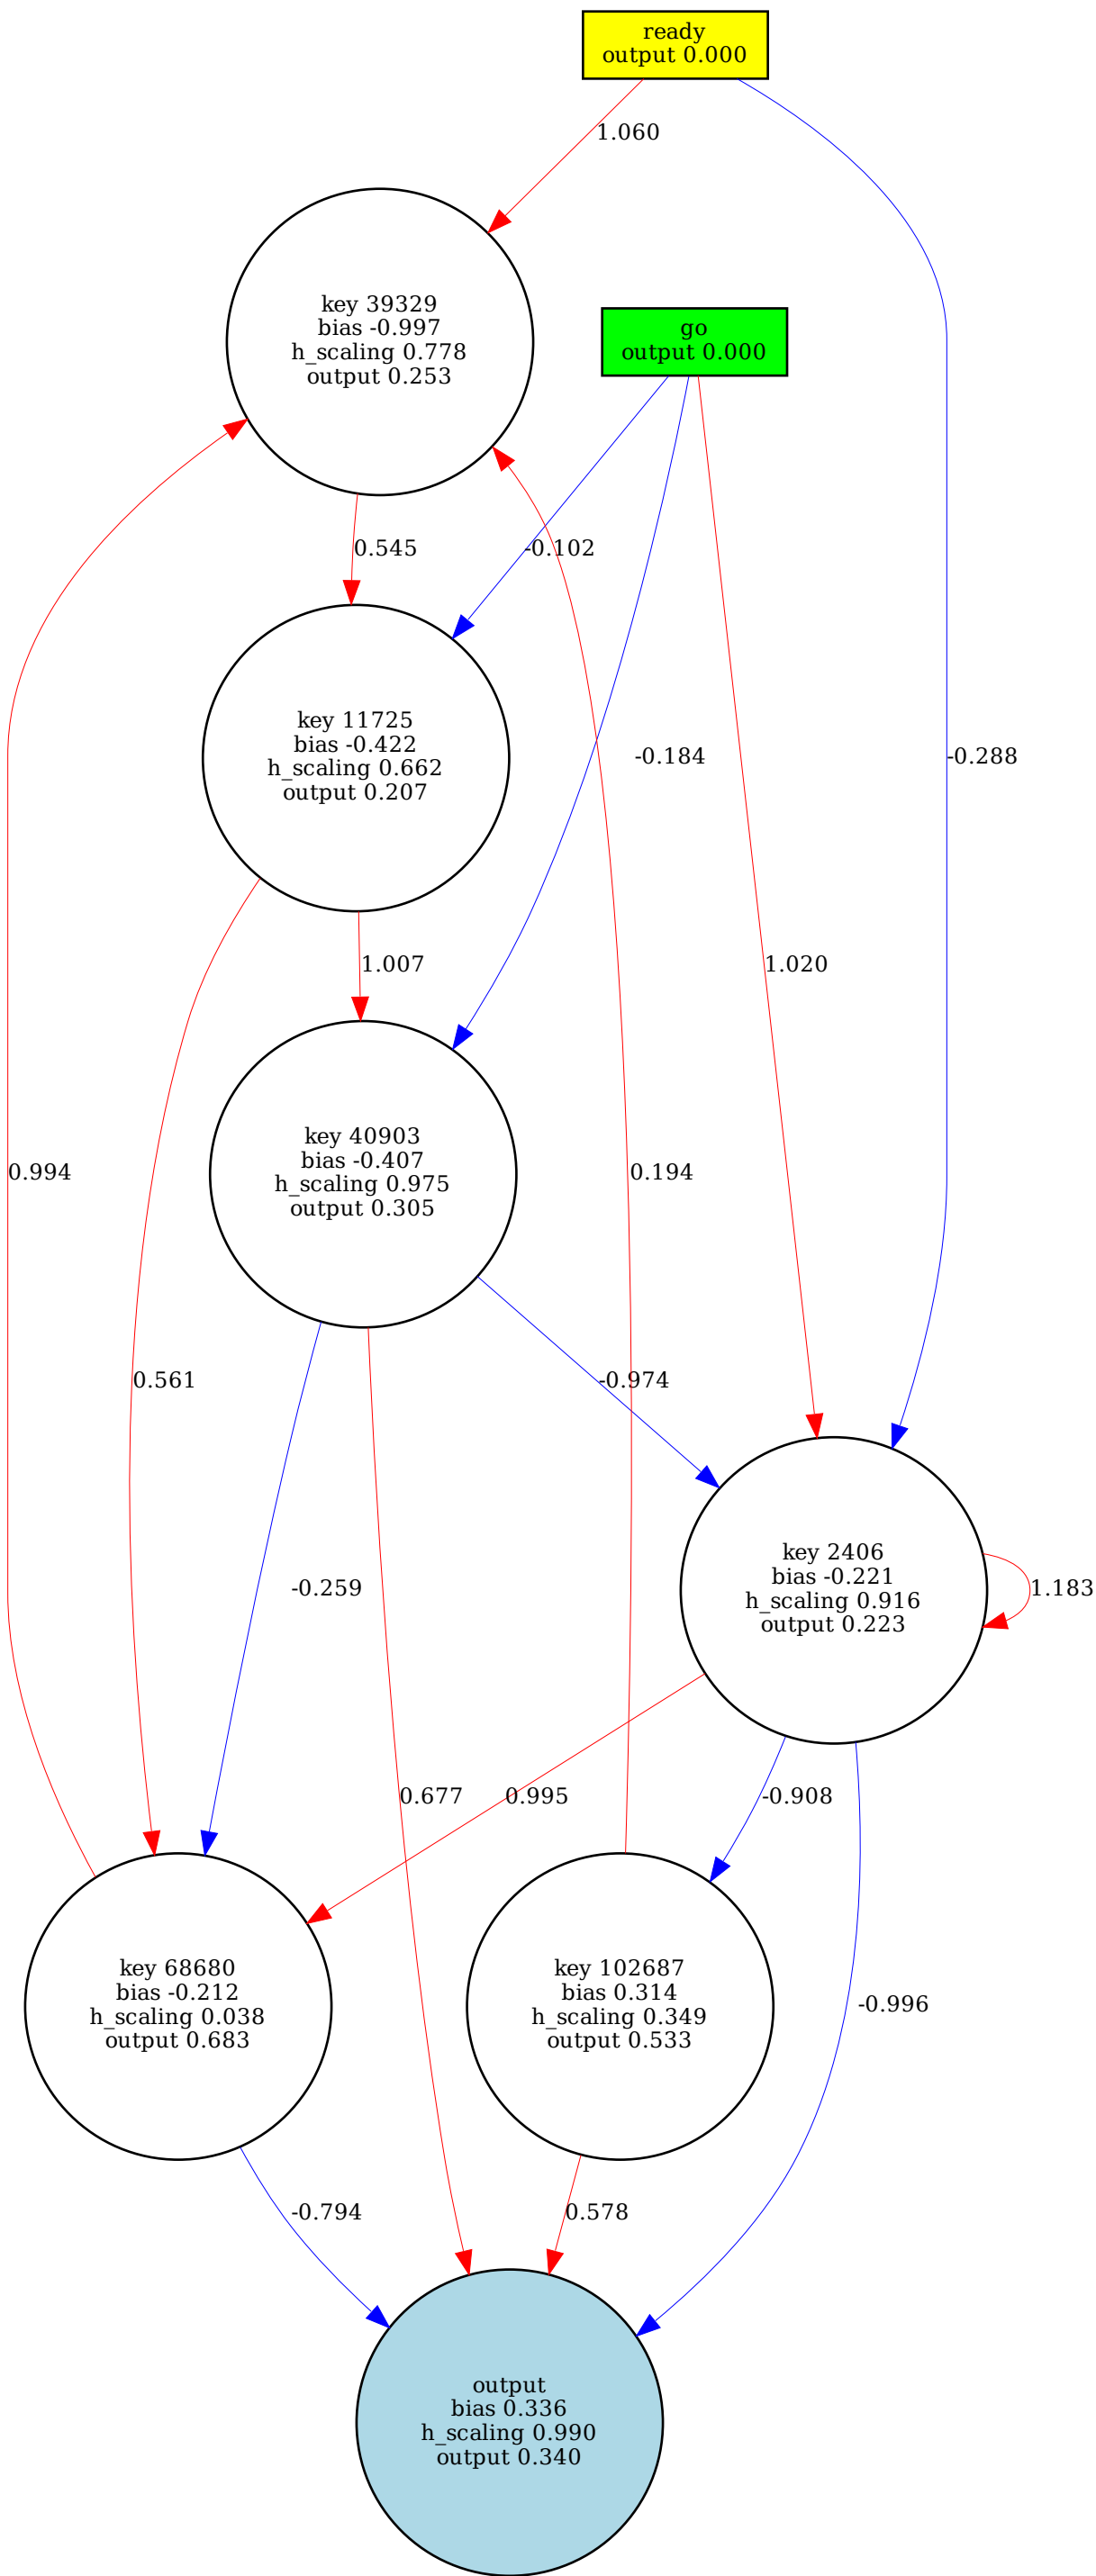 ready
output 0.000
1.060
key 39329
bias -0.997
h_scaling 0.778
output 0.253
go
output 0.000
0.545
-0.102
key 11725
bias -0.422
h_scaling 0.662
output 0.207
-0.184
-0.288
1.007
1.020
key 40903
bias -0.407
h_scaling 0.975
output 0.305
0.994
0.194
0.561
-0.974
key 2406
bias -0.221
h_scaling 0.916
output 0.223
-0.259
1.183
0.677
0.995
-0.908
key 68680
bias -0.212
h_scaling 0.038
output 0.683
key 102687
bias 0.314
h_scaling 0.349
output 0.533
-0.996
-0.794
0.578
output
bias 0.336
h_scaling 0.990
output 0.340